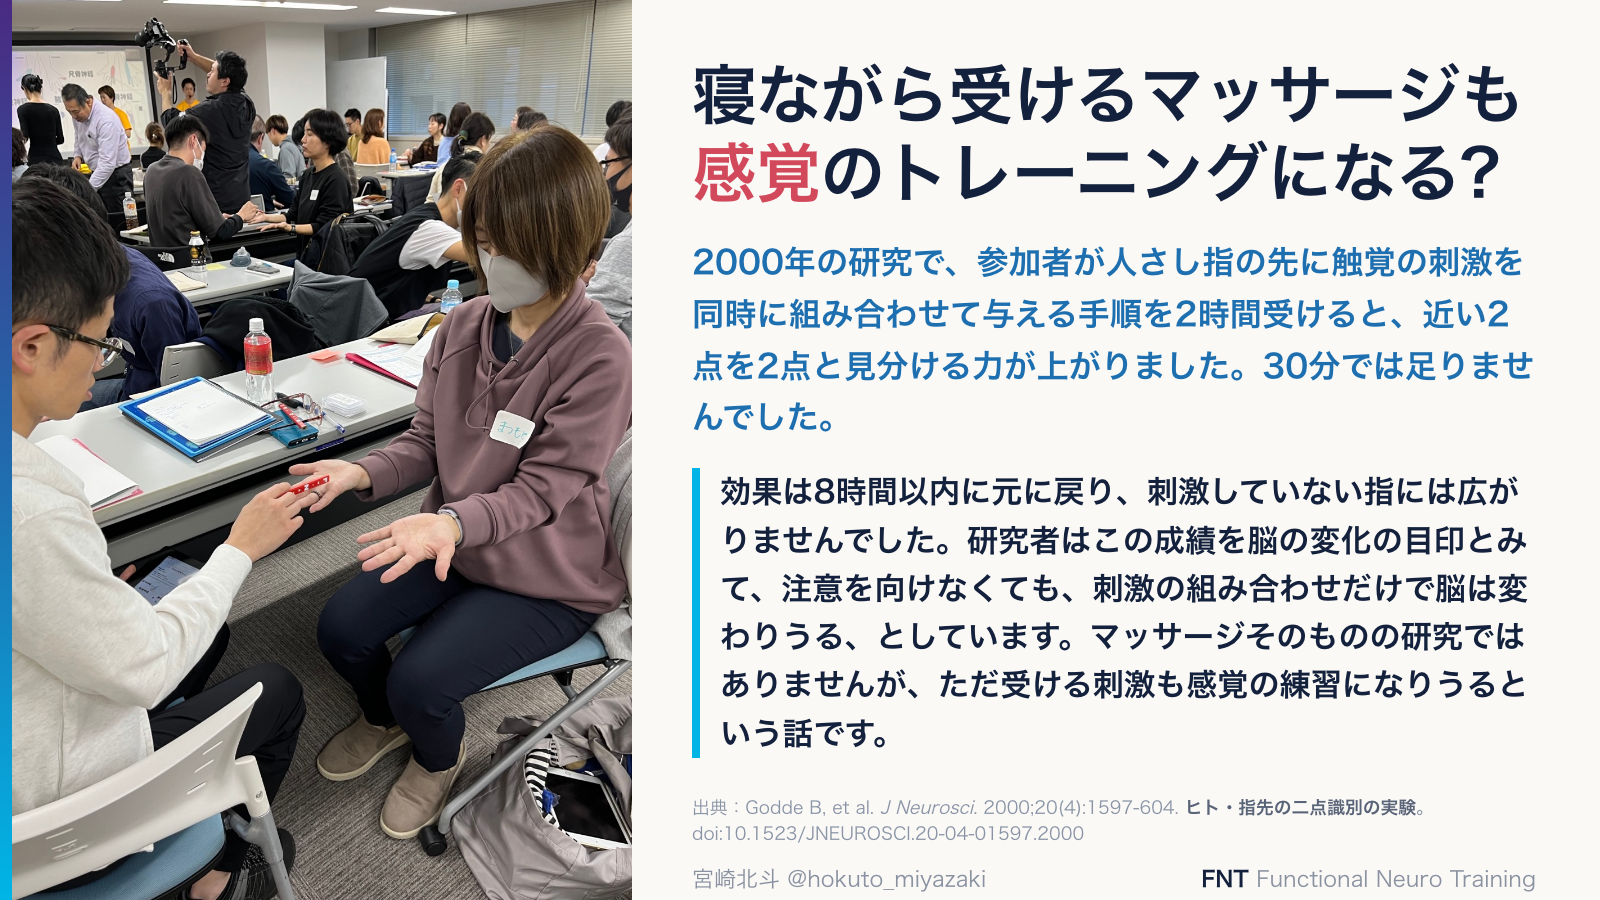 寝ながら受けるマッサージも
感覚のトレーニングになる?
2000年の研究で、参加者が人さし指の先に触覚の刺激を
同時に組み合わせて与える手順を2時間受けると、近い2
点を2点と見分ける力が上がりました。30分では足りませ
んでした。
効果は8時間以内に元に戻り、刺激していない指には広が
りませんでした。研究者はこの成績を脳の変化の目印とみ
て、注意を向けなくても、刺激の組み合わせだけで脳は変
わりうる、としています。マッサージそのものの研究では
ありませんが、ただ受ける刺激も感覚の練習になりうると
いう話です。
出典：Godde B, et al. J Neurosci. 2000;20(4):1597-604. ヒト・指先の二点識別の実験。
doi:10.1523/JNEUROSCI.20-04-01597.2000
宮崎北斗 @hokuto_miyazaki
FNT Functional Neuro Training
尺骨神経
まつもと